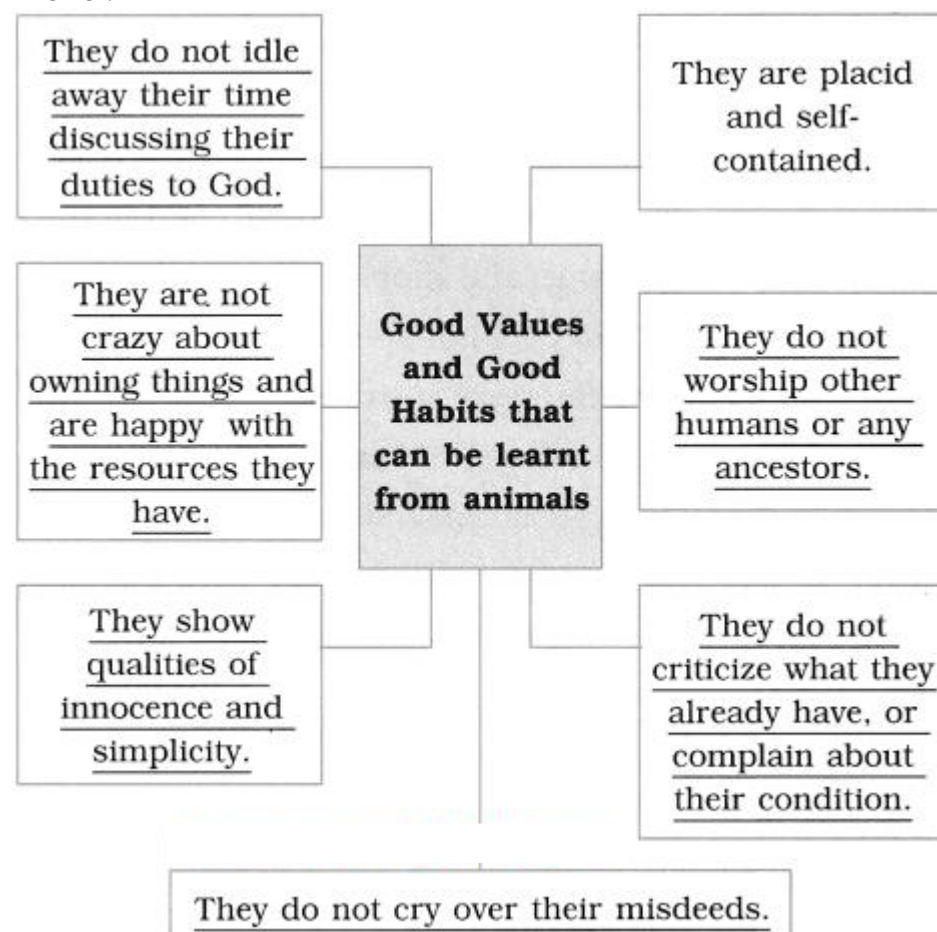 They do not idle
away their time
discussing their
duties to God.
They are placid
and self-
contained.
They are not
crazy about
owning things and
are happy with
the resources they
have.
Good Values
and Good
Habits that
can be learnt
from animals
They do not
worship other
humans or any
ancestors.
They show
qualities of
innocence and
simplicity.
They do not
criticize what they
already have, or
complain about
their condition.
They do not cry over their misdeeds.